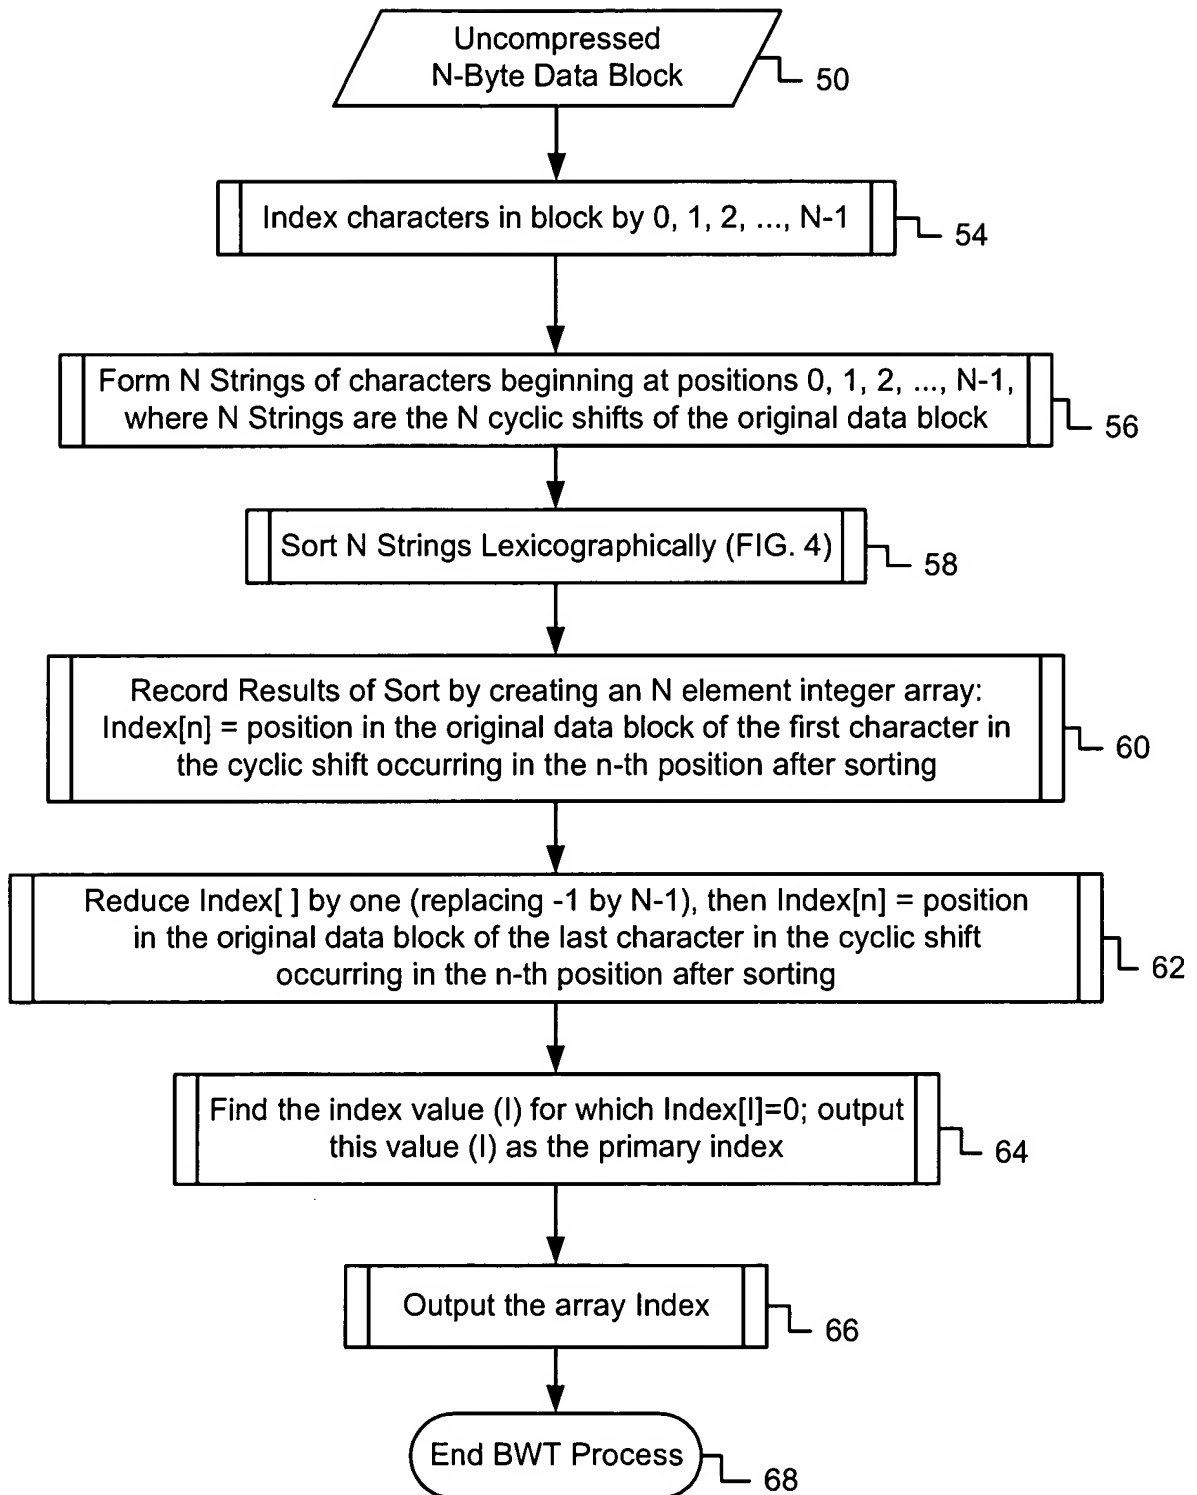 Uncompressed
N-Byte Data Block
50
Index characters in block by 0, 1, 2, ..., N-1
54
Form N Strings of characters beginning at positions 0, 1, 2, ..., N-1,
where N Strings are the N cyclic shifts of the original data block
56
Sort N Strings Lexicographically (FIG. 4)
58
Record Results of Sort by creating an N element integer array:
Index[n] = position in the original data block of the first character in
the cyclic shift occurring in the n-th position after sorting
60
Reduce Index[ ] by one (replacing -1 by N-1), then Index[n] = position
in the original data block of the last character in the cyclic shift
occurring in the n-th position after sorting
62
Find the index value (I) for which Index[I]=0; output
this value (I) as the primary index
64
Output the array Index
66
End BWT Process
68